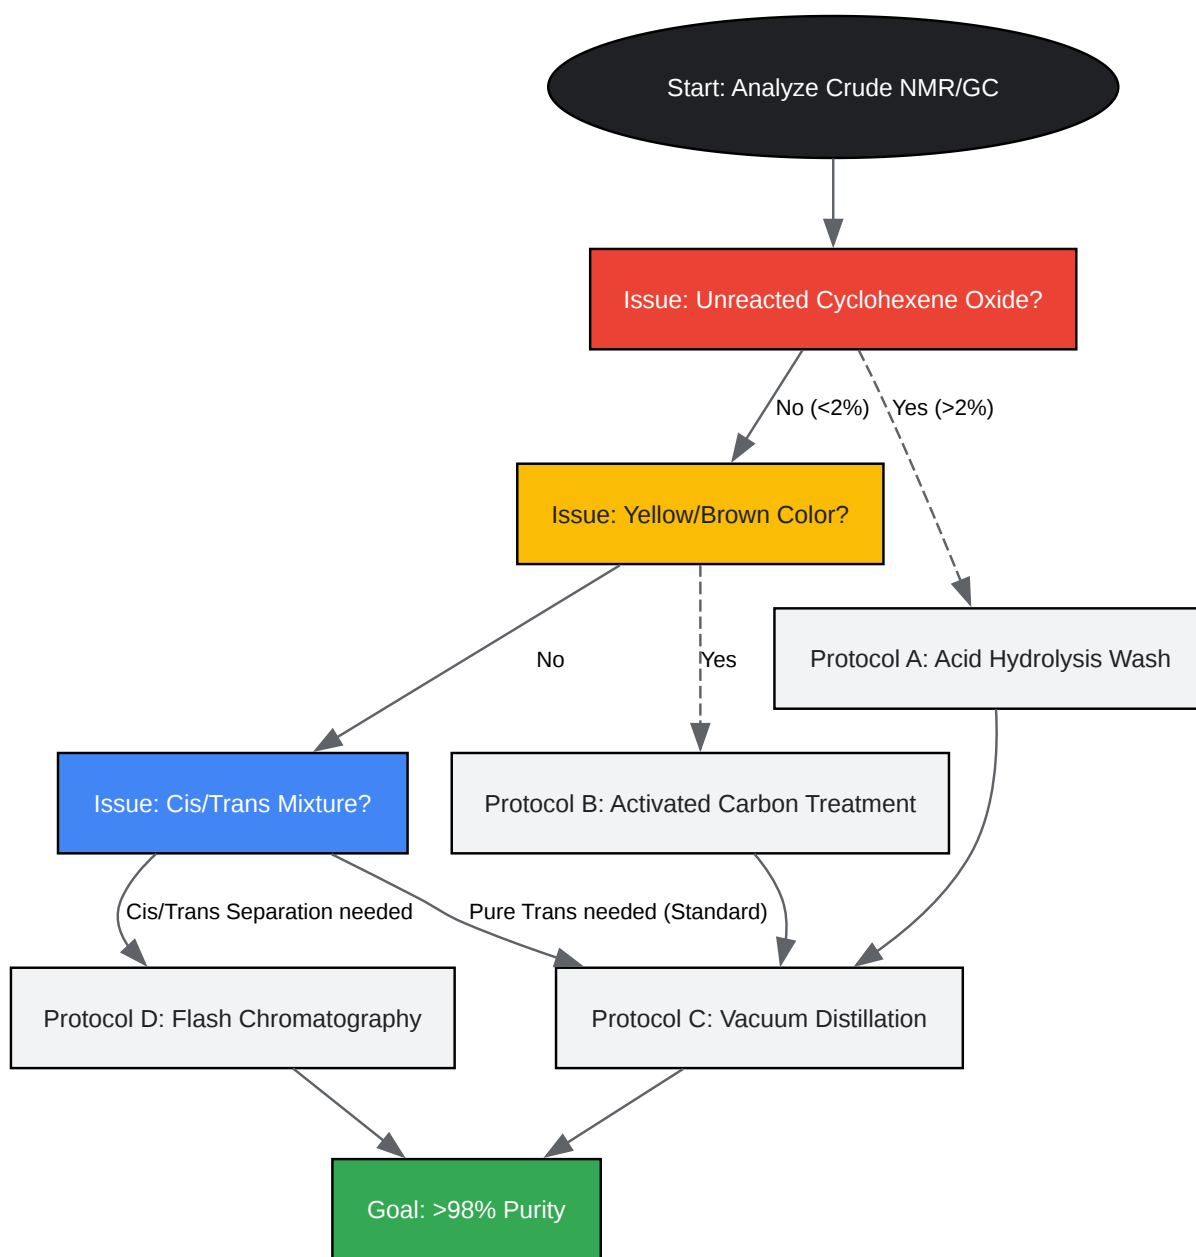 Start: Analyze Crude NMR/GC
Issue: Unreacted Cyclohexene Oxide?
No (<2%)
Yes (>2%)
Issue: Yellow/Brown Color?
Protocol A: Acid Hydrolysis Wash
No
Yes
Issue: Cis/Trans Mixture?
Protocol B: Activated Carbon Treatment
Cis/Trans Separation needed
Pure Trans needed (Standard)
Protocol D: Flash Chromatography
Protocol C: Vacuum Distillation
Goal: >98% Purity